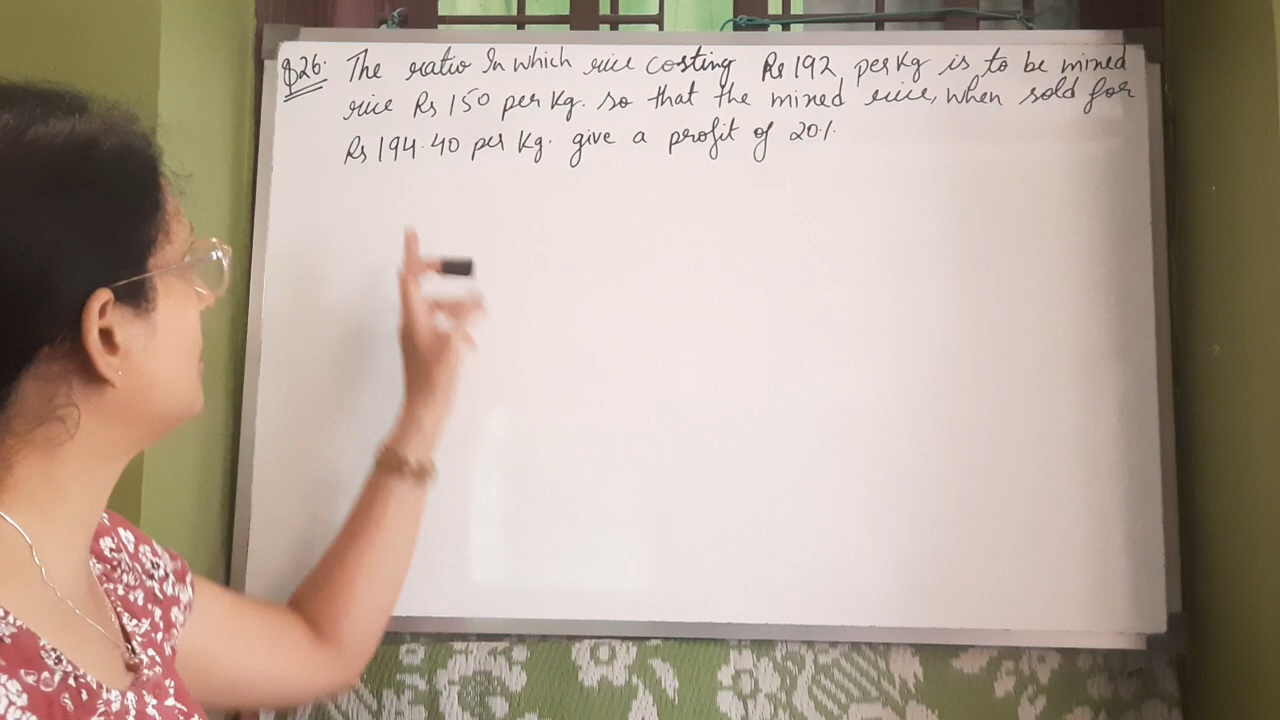 Q26. The ratio In which rice costing Rs 192 per Kg is to be mixed
rice Rs 150 per Kg. so that the mixed rice, when sold for
Rs 194.40 per Kg. give a profit of 20%.